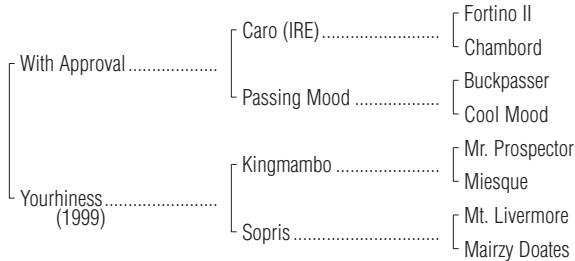 Fortino II
Caro (IRE)
Chambord
With Approval
Buckpasser
Passing Mood
Cool Mood
Mr. Prospector
Kingmambo
Miesque
Yourhiness
(1999)
Mt. Livermore
Sopris
Mairzy Doates